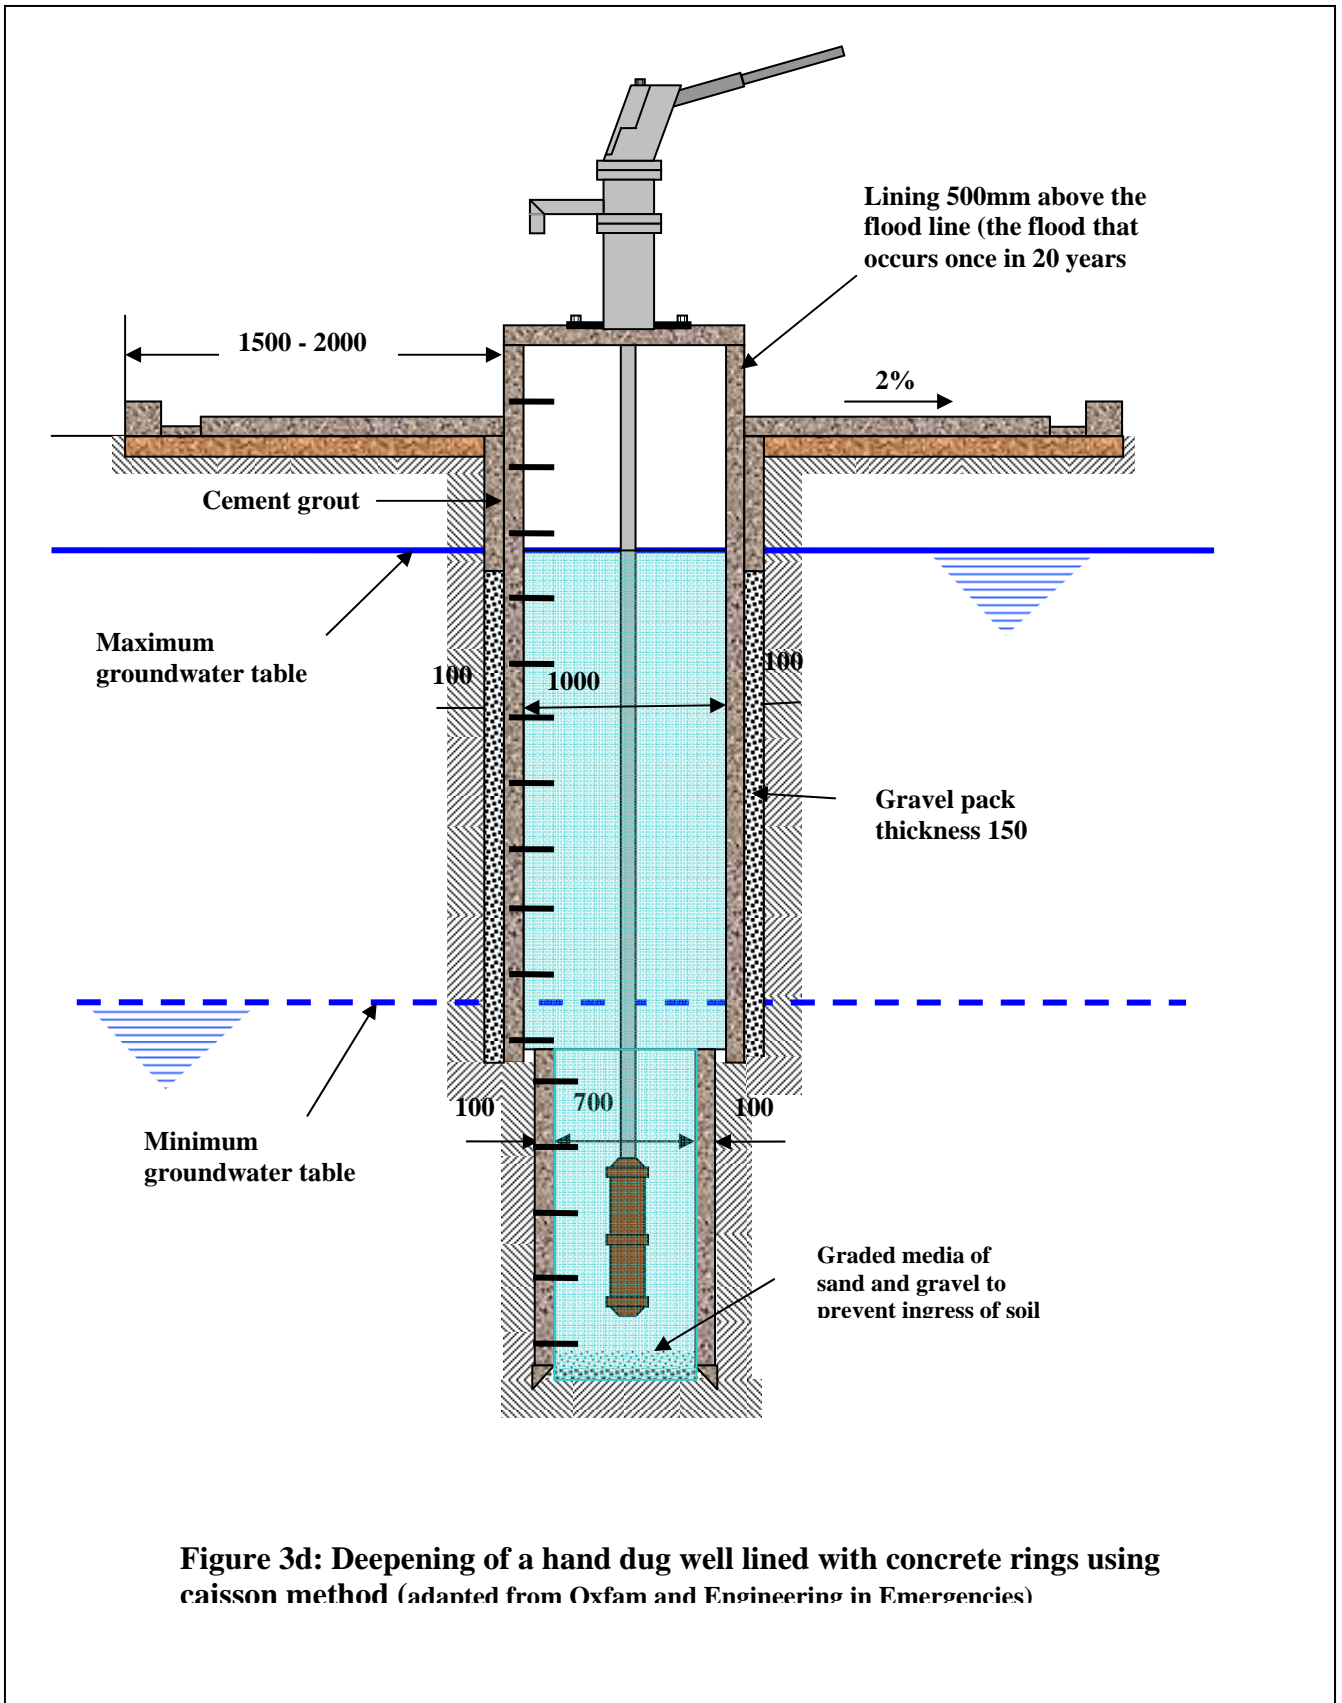 Lining 500mm above the
flood line (the flood that
occurs once in 20 years
1500 - 2000
2%
Cement grout
Maximum
groundwater table
100
1000
100
Gravel pack
thickness 150
100
700
100
Minimum
groundwater table
Graded media of
sand and gravel to
prevent ingress of soil
Figure 3d: Deepening of a hand dug well lined with concrete rings using
caisson method (adapted from Oxfam and Engineering in Emergencies)